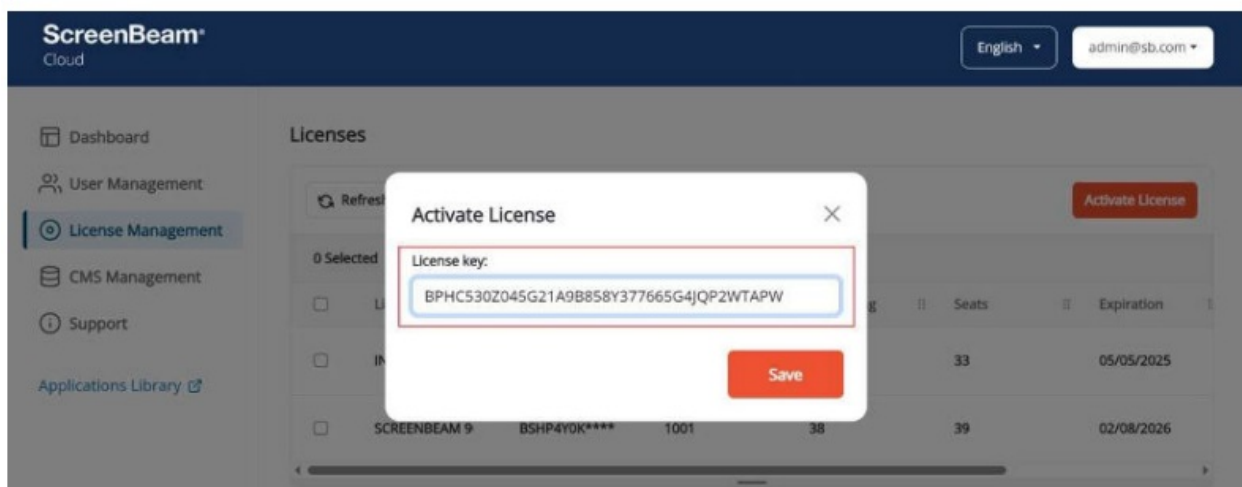 ScreenBeam®
Cloud
English
admin@sb.com
Dashboard
User Management
License Management
CMS Management
Support
Applications Library
Licenses
Refresh
Activate License
0 Selected
Seats
Expiration
33
05/05/2025
SCREENBEAM 9 BSHP4Y0K**** 1001 38 39 02/08/2026
Activate License
License key:
BPHC530Z045G21A9B858Y377665G4JQP2WTAPW
Save